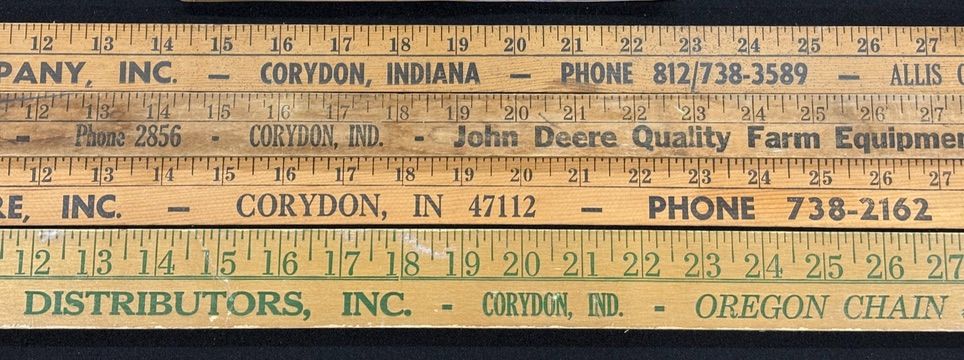 12 13 14 15 16 17 18 19 20 21 22 23 24 25 26 27
PANY, INC. — CORYDON, INDIANA — PHONE 812/738-3589 — ALLIS
12 13 14 15 16 17 18 19 20 21 22 23 24 25 26 27
- Phone 2856 - CORYDON, IND. - John Deere Quality Farm Equipmen
12 13 14 15 16 17 18 19 20 21 22 23 24 25 26 27
RE, INC. — CORYDON, IN 47112 — PHONE 738-2162
12 13 14 15 16 17 18 19 20 21 22 23 24 25 26 27
DISTRIBUTORS, INC. - CORYDON, IND. - OREGON CHAIN